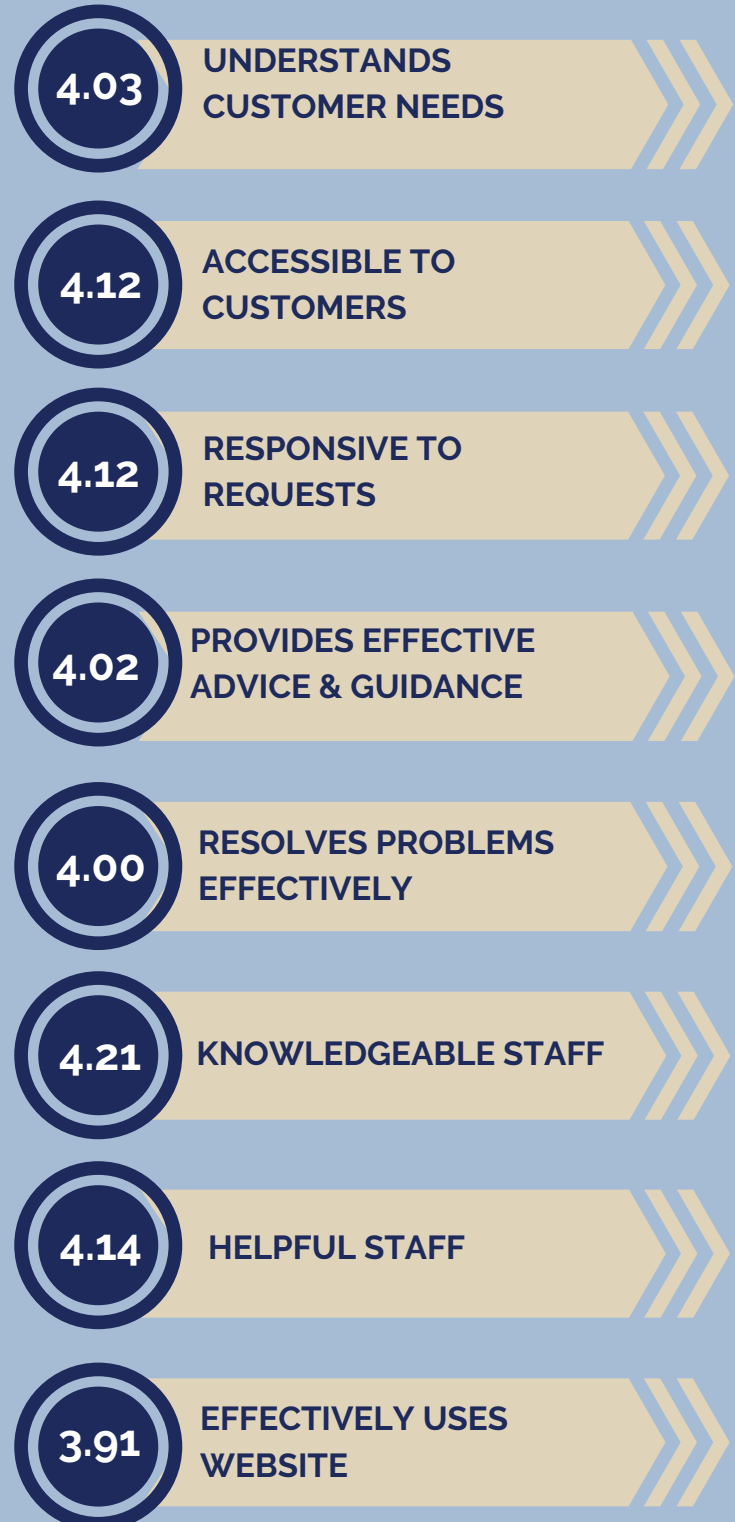 4.03
UNDERSTANDS
CUSTOMER NEEDS
4.12
ACCESSIBLE TO
CUSTOMERS
4.12
RESPONSIVE TO
REQUESTS
4.02
PROVIDES EFFECTIVE
ADVICE & GUIDANCE
4.00
RESOLVES PROBLEMS
EFFECTIVELY
4.21
KNOWLEDGEABLE STAFF
4.14
HELPFUL STAFF
3.91
EFFECTIVELY USES
WEBSITE